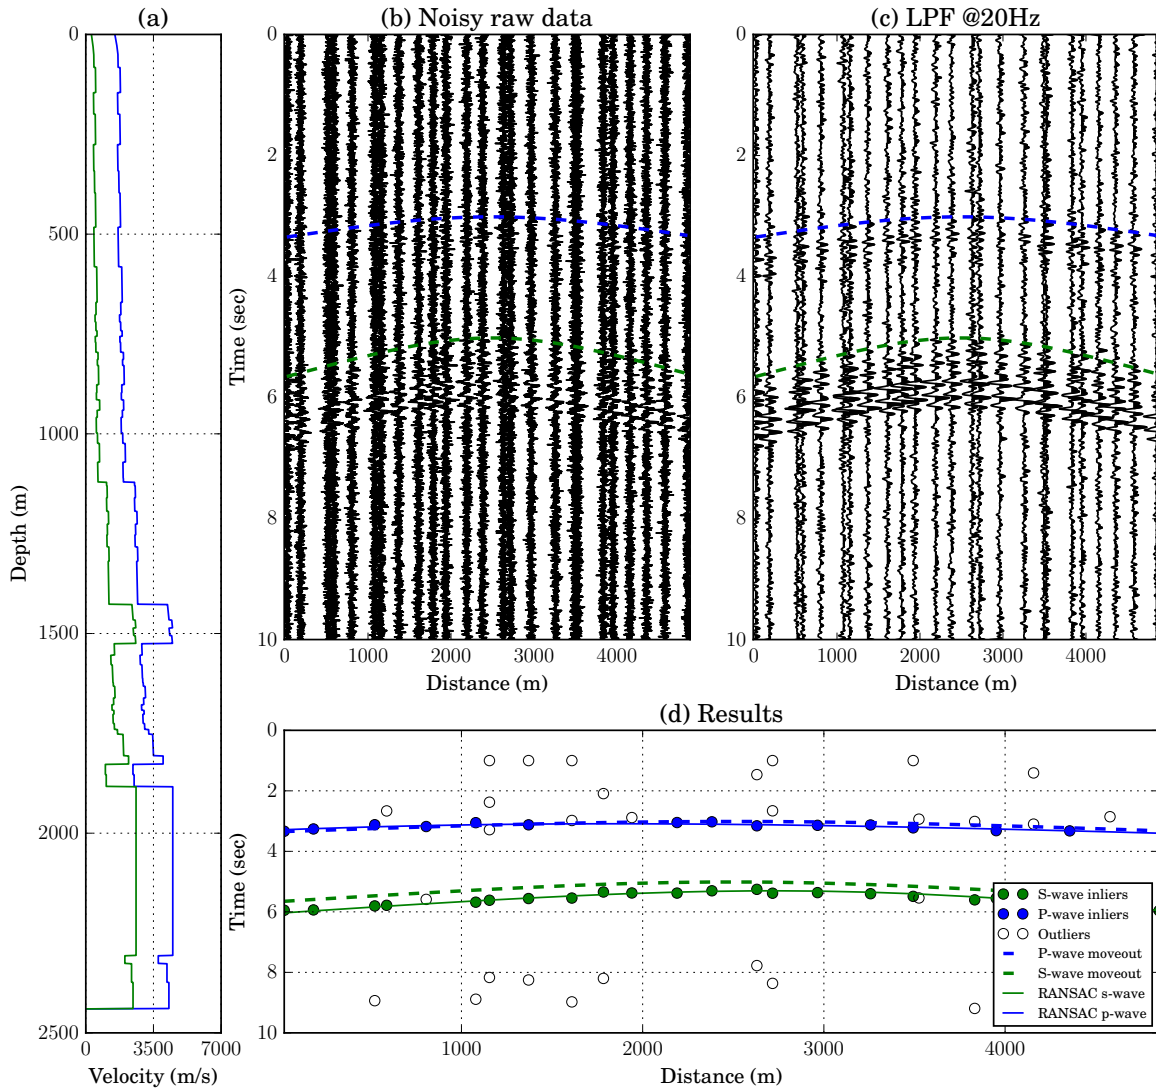 (a)
(b) Noisy raw data
(c) LPF @20Hz
0
500
1000
1500
2000
2500
Depth (m)
0 3500 7000
Velocity (m/s)
0
2
4
6
8
10
Time (sec)
0 1000 2000 3000 4000
Distance (m)
0
2
4
6
8
10
0 1000 2000 3000 4000
Distance (m)
(d) Results
0
2
4
6
8
10
Time (sec)
1000 2000 3000 4000
Distance (m)
S-wave inliers
P-wave inliers
Outliers
P-wave moveout
S-wave moveout
RANSAC s-wave
RANSAC p-wave